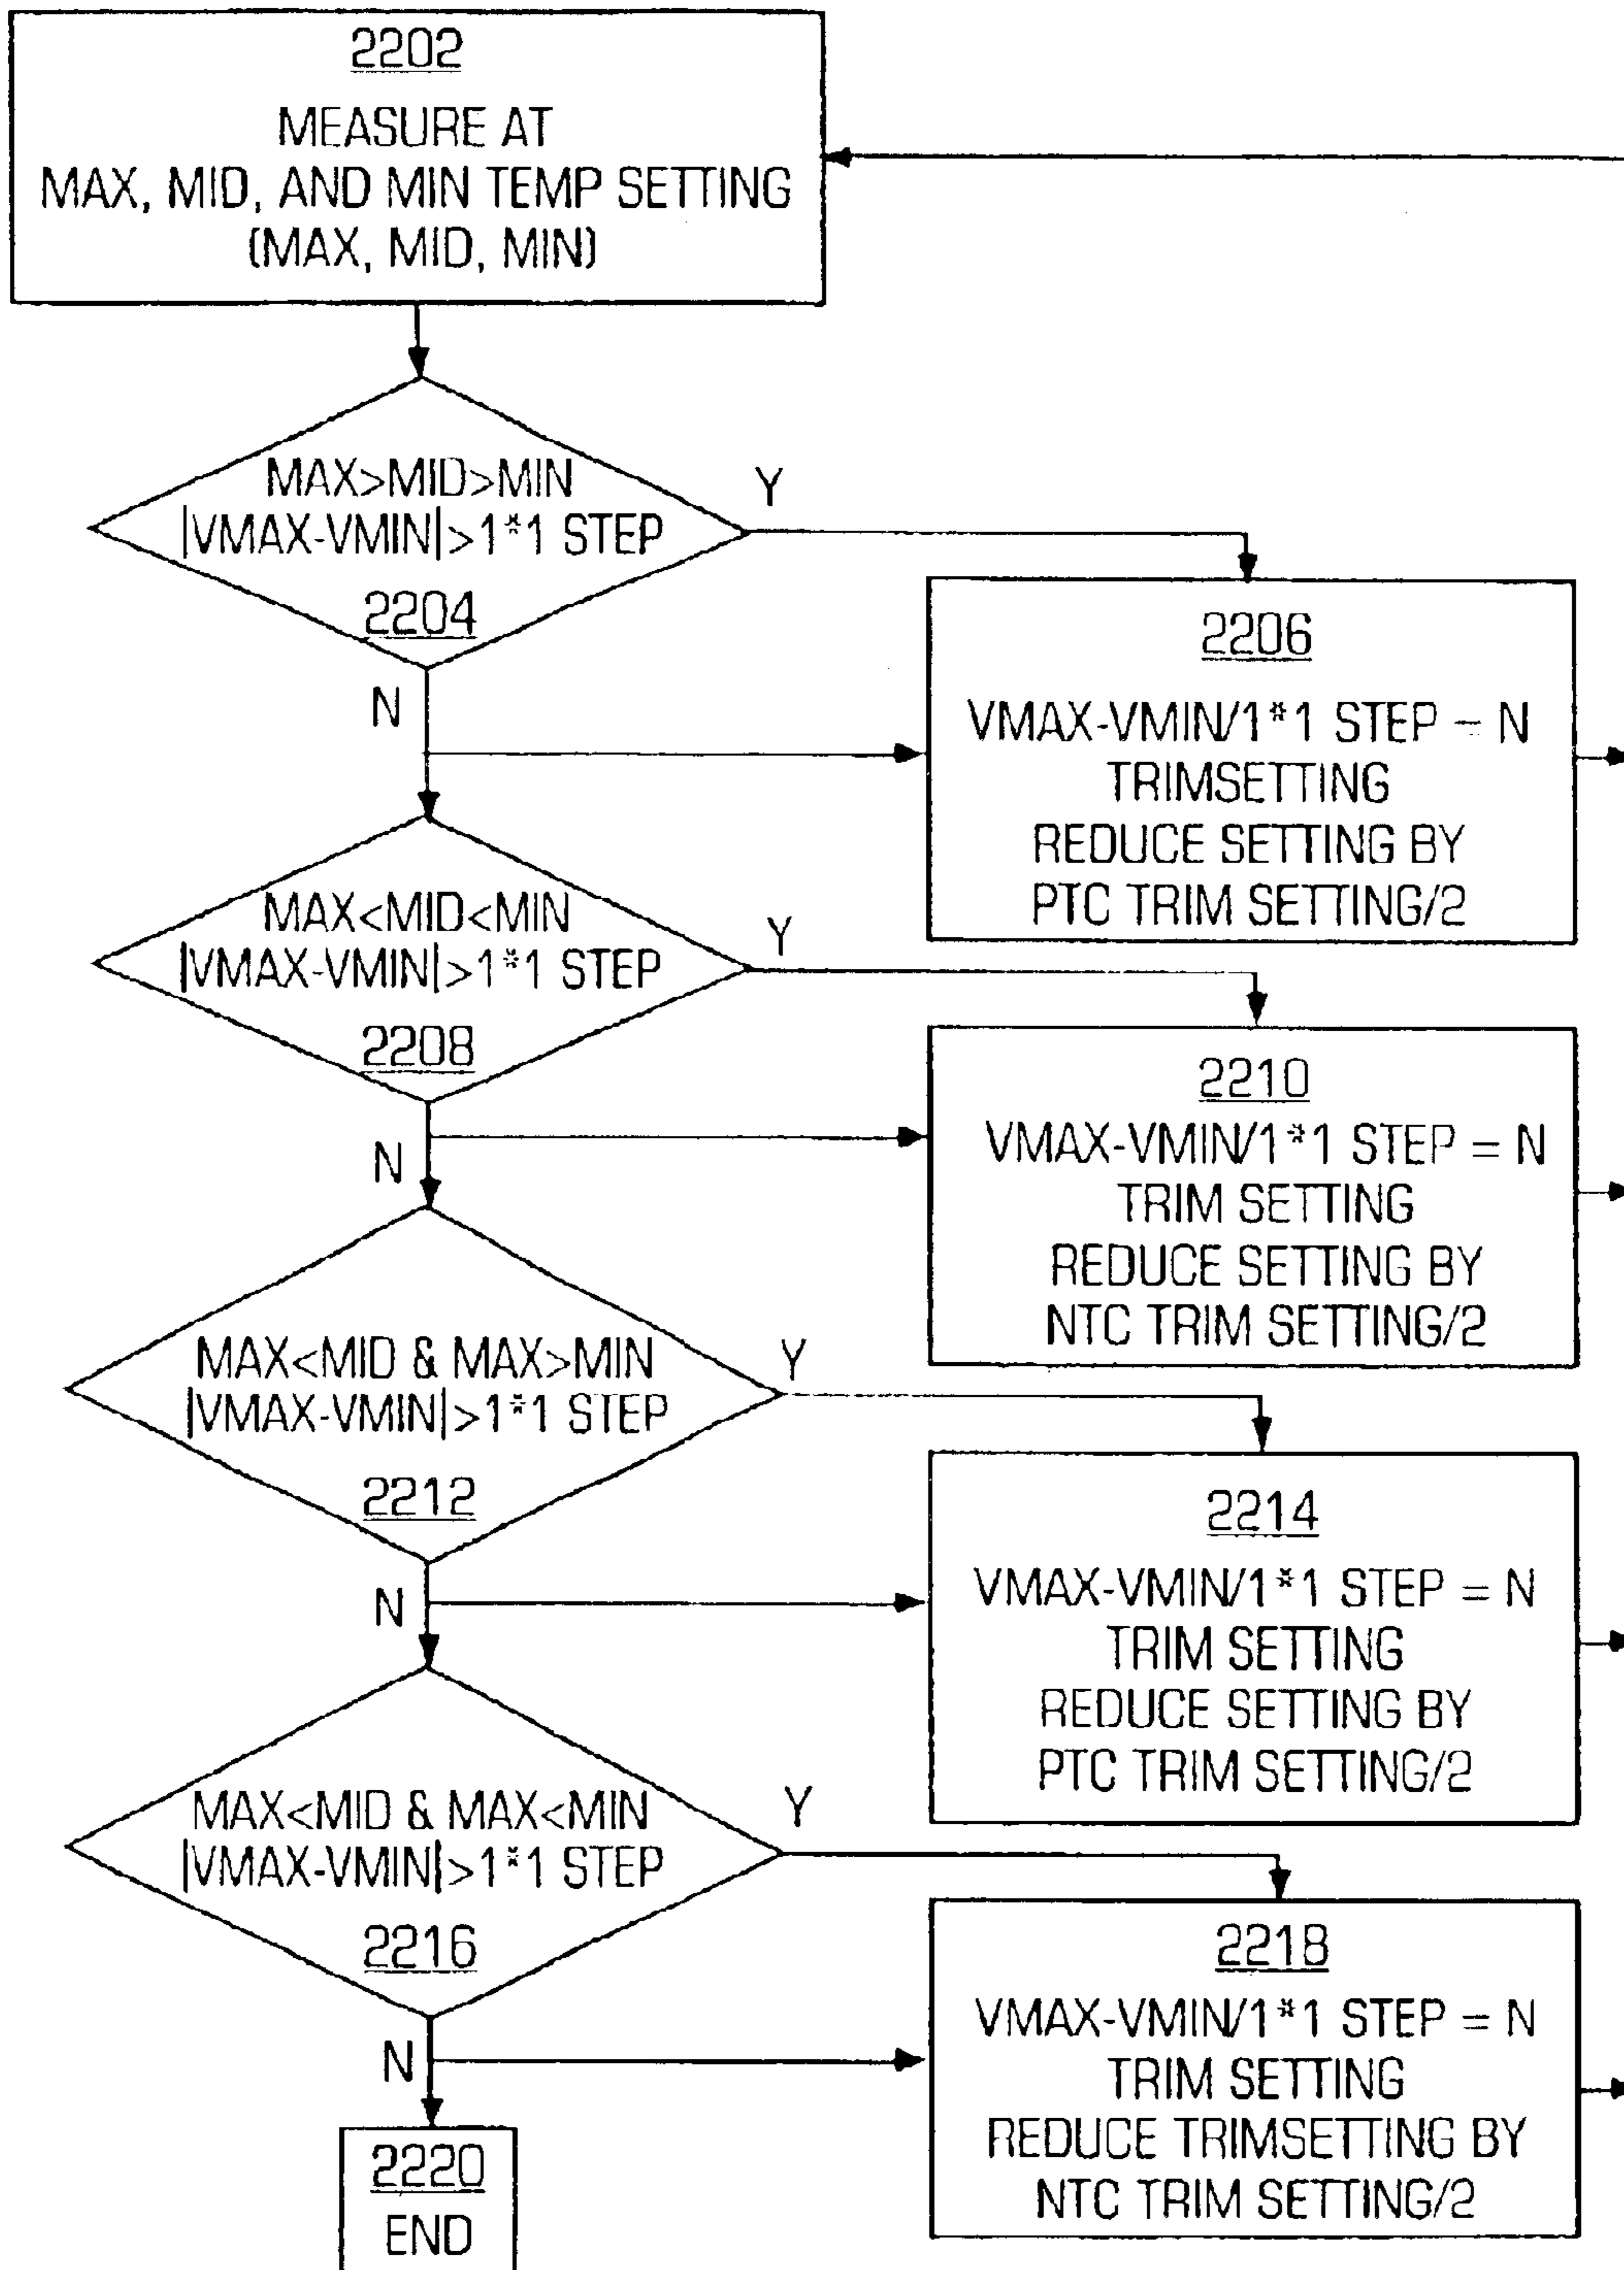 2202
MEASURE AT
MAX, MID, AND MIN TEMP SETTING
(MAX, MID, MIN)
MAX>MID>MIN
|VMAX-VMIN|>1*1 STEP
2204
Y
N
2206
VMAX-VMIN/1*1 STEP = N
TRIMSETTING
REDUCE SETTING BY
PTC TRIM SETTING/2
MAX<MID<MIN
|VMAX-VMIN|>1*1 STEP
2208
Y
N
2210
VMAX-VMIN/1*1 STEP = N
TRIM SETTING
REDUCE SETTING BY
NTC TRIM SETTING/2
MAX<MID & MAX>MIN
|VMAX-VMIN|>1*1 STEP
2212
Y
N
2214
VMAX-VMIN/1*1 STEP = N
TRIM SETTING
REDUCE SETTING BY
PTC TRIM SETTING/2
MAX<MID & MAX<MIN
|VMAX-VMIN|>1*1 STEP
2216
Y
N
2218
VMAX-VMIN/1*1 STEP = N
TRIM SETTING
REDUCE TRIMSETTING BY
NTC TRIM SETTING/2
2220
END